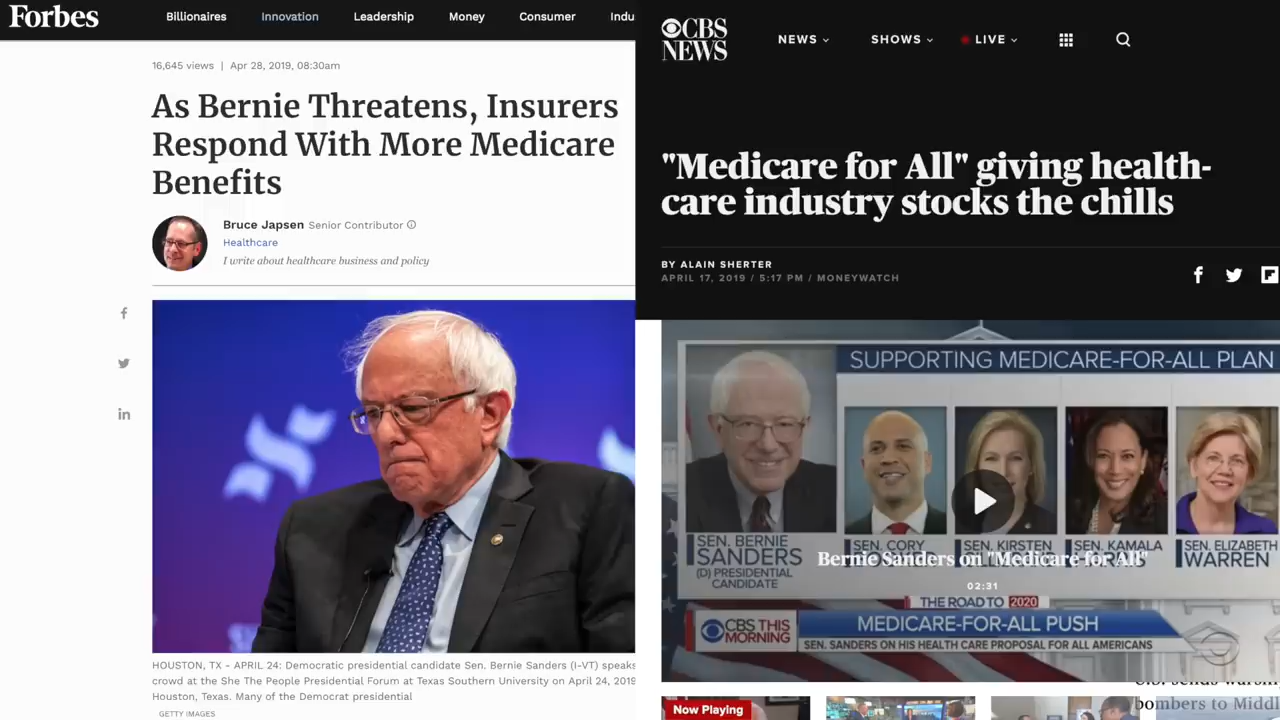 Forbes
Billionaires Innovation Leadership Money Consumer Indu
16,645 views | Apr 28, 2019, 08:30am
As Bernie Threatens, Insurers
Respond With More Medicare
Benefits
Bruce Japsen Senior Contributor
Healthcare
I write about healthcare business and policy
HOUSTON, TX - APRIL 24: Democratic presidential candidate Sen. Bernie Sanders (I-VT) speaks
crowd at the She The People Presidential Forum at Texas Southern University on April 24, 2019
Houston, Texas. Many of the Democrat presidential
GETTY IMAGES
CBS
NEWS
NEWS SHOWS LIVE
"Medicare for All" giving health-
care industry stocks the chills
BY ALAIN SHERTER
APRIL 17, 2019 / 5:17 PM / MONEYWATCH
SUPPORTING MEDICARE-FOR-ALL PLAN
SEN. BERNIE
SANDERS
(D) PRESIDENTIAL
CANDIDATE
SEN. CORY
SEN. KIRSTEN
SEN. KAMALA
SEN. ELIZABETH
WARREN
Bernie Sanders on "Medicare for All"
02:31
THE ROAD TO 2020
CBS THIS
MORNING
MEDICARE-FOR-ALL PUSH
SEN. SANDERS ON HIS HEALTH CARE PROPOSAL FOR ALL AMERICANS
Now Playing
bombers to Middl